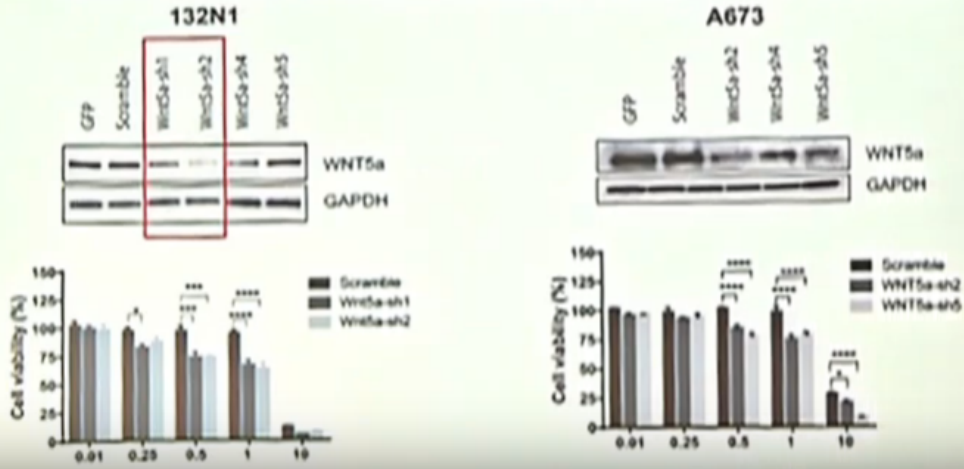 132N1
GFP
Scramble
Wnt5a-sh1
Wnt5a-sh2
Wnt5a-sh4
Wnt5a-sh5
WNT5a
GAPDH
150
125
100
75
50
25
0
Cell viability (%)
* *** *** **** ****
Scramble
Wnt5a-sh1
Wnt5a-sh2
0.01 0.25 0.5 1 10
A673
GFP
Scramble
Wnt5a-sh2
Wnt5a-sh4
Wnt5a-sh5
WNT5a
GAPDH
150
125
100
75
50
25
0
Cell viability (%)
**** **** **** **** **** *
Scramble
WNT5a-sh2
WNT5a-sh5
0.01 0.25 0.5 1 10